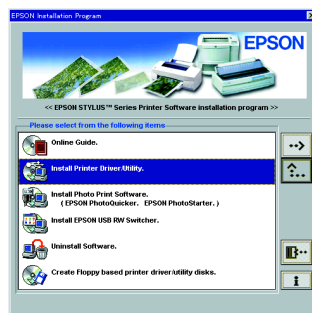 EPSON Installation Program
EPSON
<< EPSON STYLUS™ Series Printer Software installation program >>
Please select from the following items
Online Guide.
Install Printer Driver/Utility.
Install Photo Print Software.
( EPSON PhotoQuicker. EPSON PhotoStarter. )
Install EPSON USB RW Switcher.
Uninstall Software.
Create Floppy based printer driver/utility disks.